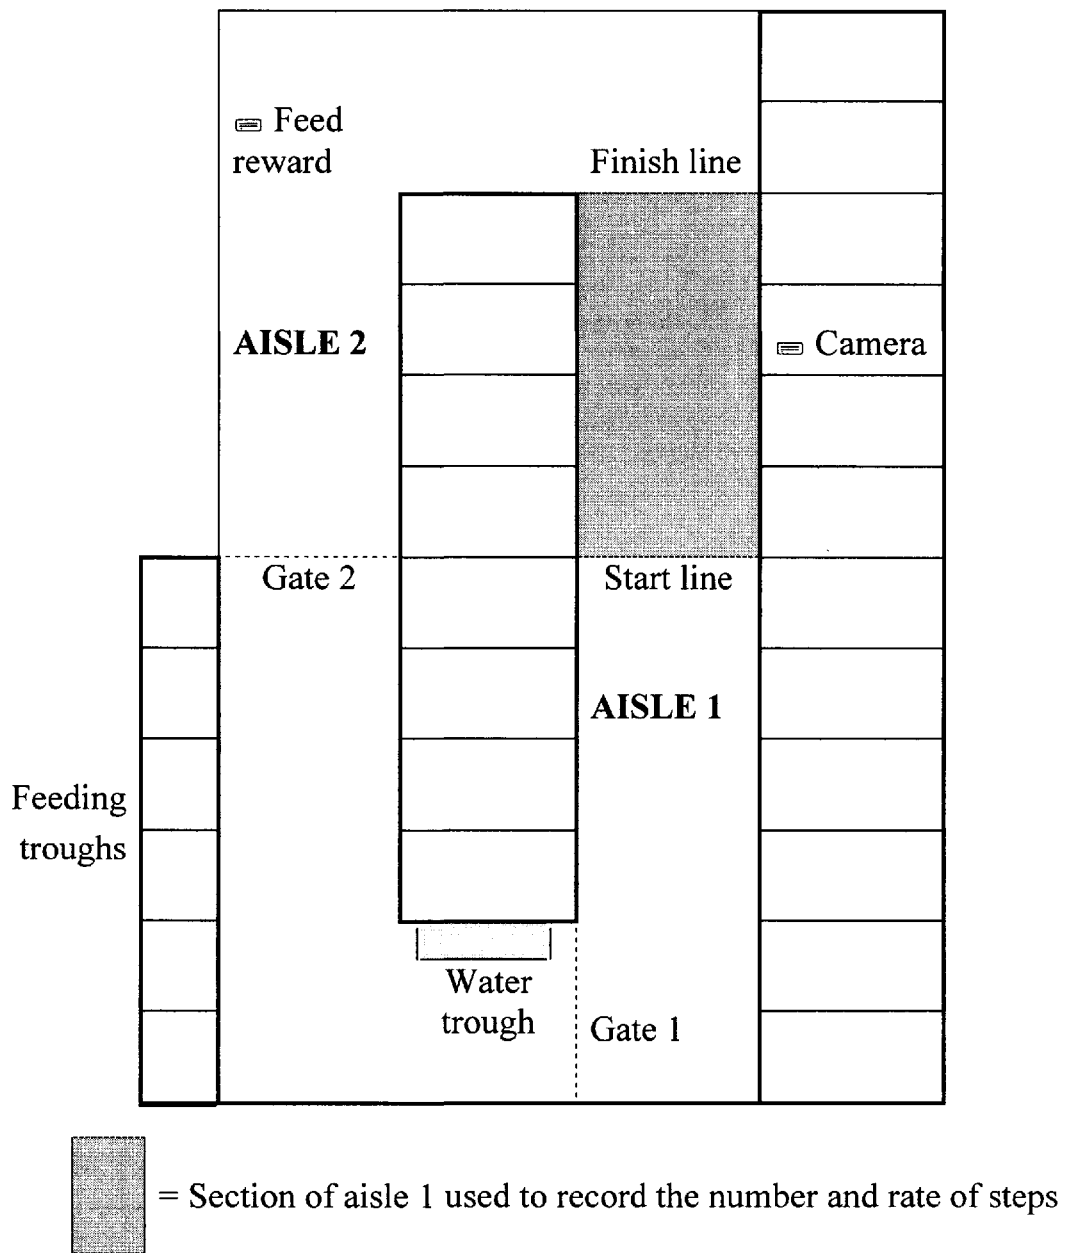 Feed
reward
Finish line
AISLE 2
Camera
Gate 2
Start line
AISLE 1
Feeding
troughs
Water
trough
Gate 1
= Section of aisle 1 used to record the number and rate of steps